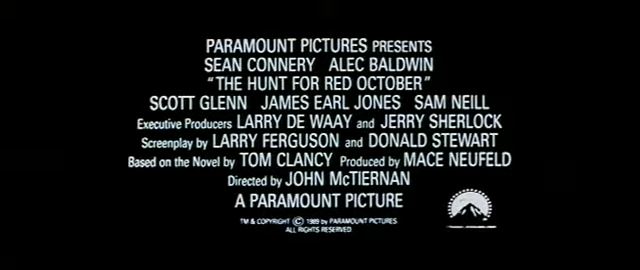 PARAMOUNT PICTURES PRESENTS
SEAN CONNERY ALEC BALDWIN
"THE HUNT FOR RED OCTOBER"
SCOTT GLENN JAMES EARL JONES SAM NEILL
Executive Producers LARRY DE WAAY and JERRY SHERLOCK
Screenplay by LARRY FERGUSON and DONALD STEWART
Based on the Novel by TOM CLANCY Produced by MACE NEUFELD
Directed by JOHN McTIERNAN
A PARAMOUNT PICTURE
TM & COPYRIGHT © 1989 by PARAMOUNT PICTURES
ALL RIGHTS RESERVED